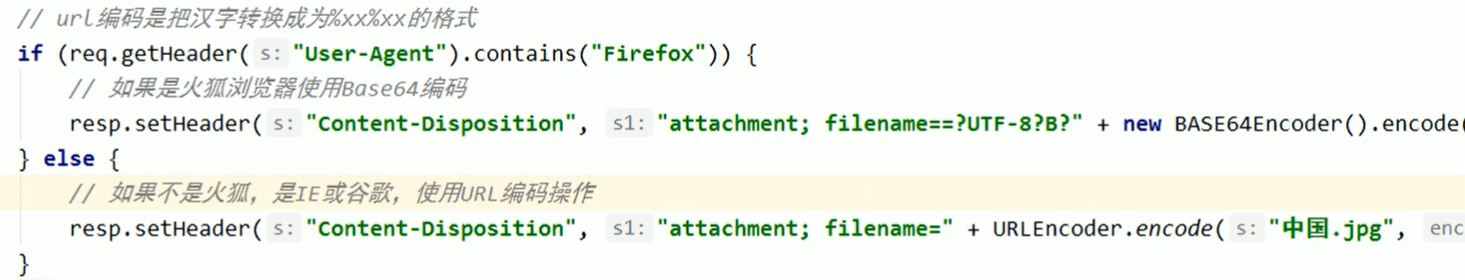 // url编码是把汉字转换成为%xx%xx的格式
if (req.getHeader( s: "User-Agent").contains("Firefox")) {
// 如果是火狐浏览器使用Base64编码
resp.setHeader( s: "Content-Disposition", s1: "attachment; filename==?UTF-8?B?" + new BASE64Encoder().encode(
} else {
// 如果不是火狐，是IE或谷歌，使用URL编码操作
resp.setHeader( s: "Content-Disposition", s1: "attachment; filename=" + URLEncoder.encode( s: "中国.jpg", enc
}